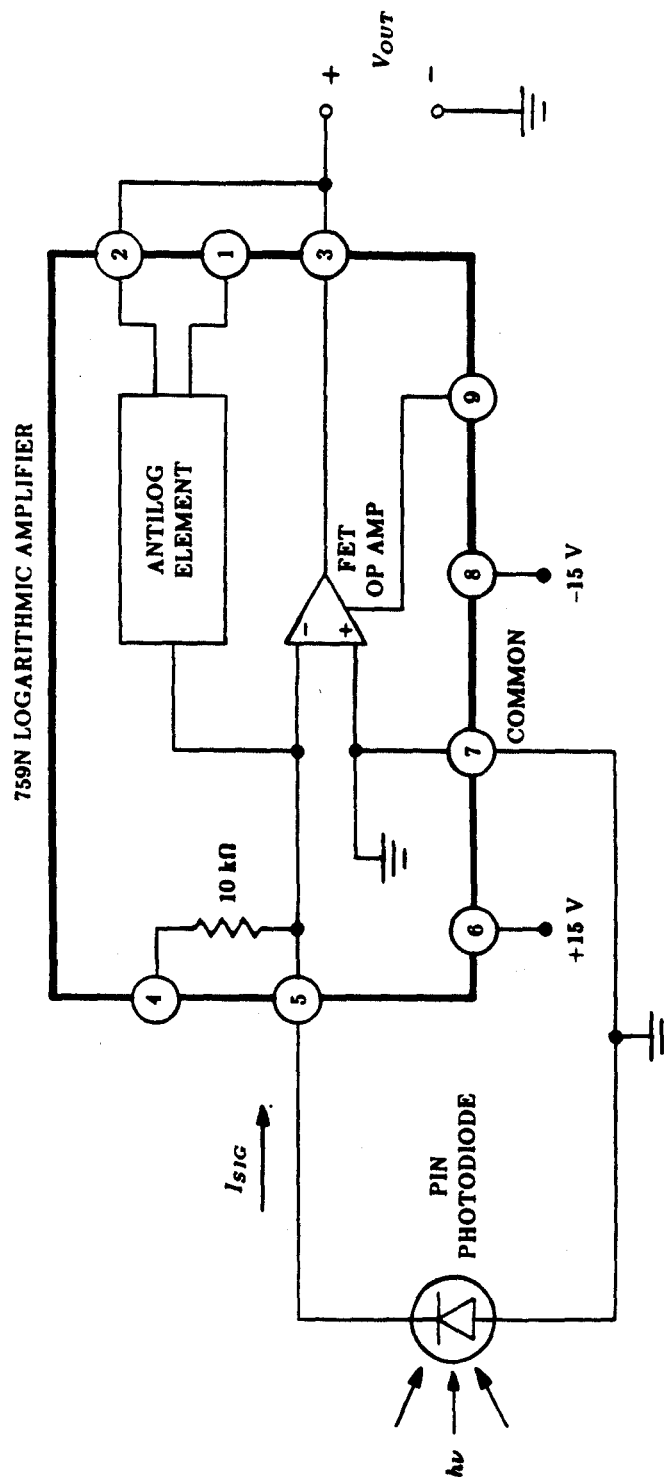 759N LOGARITHMIC AMPLIFIER
ANTILOG
ELEMENT
2
1
3
+
V_OUT
−
4
10 kΩ
5
−
+
FET
OP AMP
I_SIG
9
6
7
8
+15 V
COMMON
−15 V
PIN
PHOTODIODE
hν